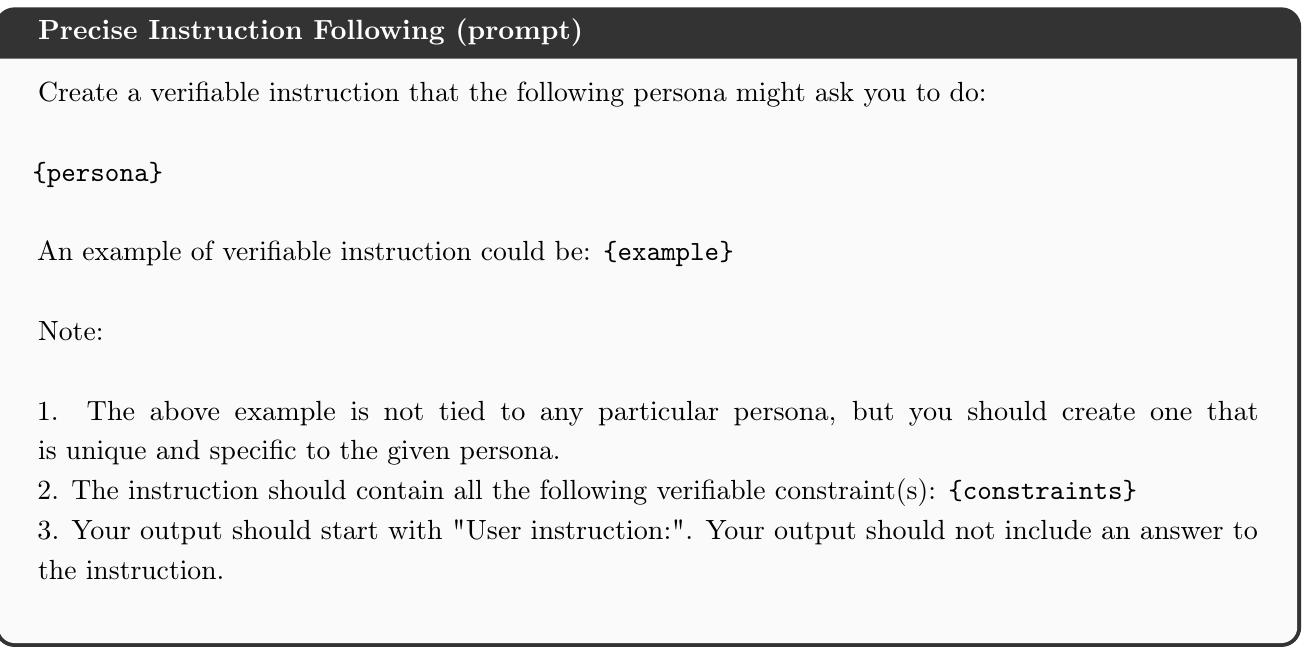 Precise Instruction Following (prompt)
Create a verifiable instruction that the following persona might ask you to do:
{persona}
An example of verifiable instruction could be: {example}
Note:
1. The above example is not tied to any particular persona, but you should create one that
is unique and specific to the given persona.
2. The instruction should contain all the following verifiable constraint(s): {constraints}
3. Your output should start with "User instruction:". Your output should not include an answer to
the instruction.